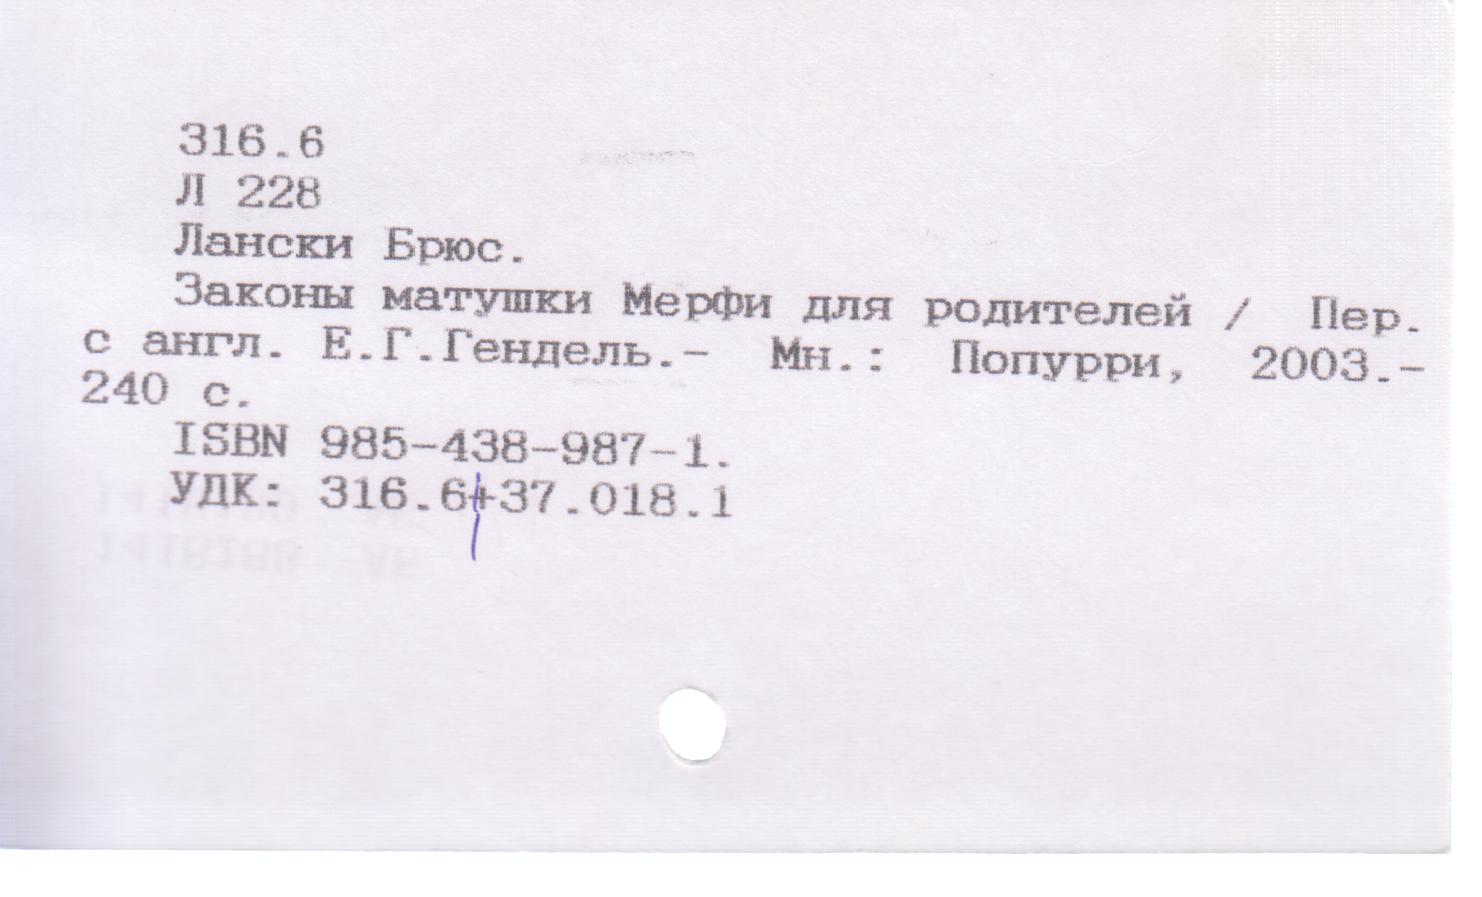 316.6
Л 228
Лански Брюс.
Законы матушки Мерфи для родителей / Пер.
с англ. Е.Г.Гендель.- Мн.: Попурри, 2003.-
240 с.
ISBN 985-438-987-1.
УДК: 316.6+37.018.1